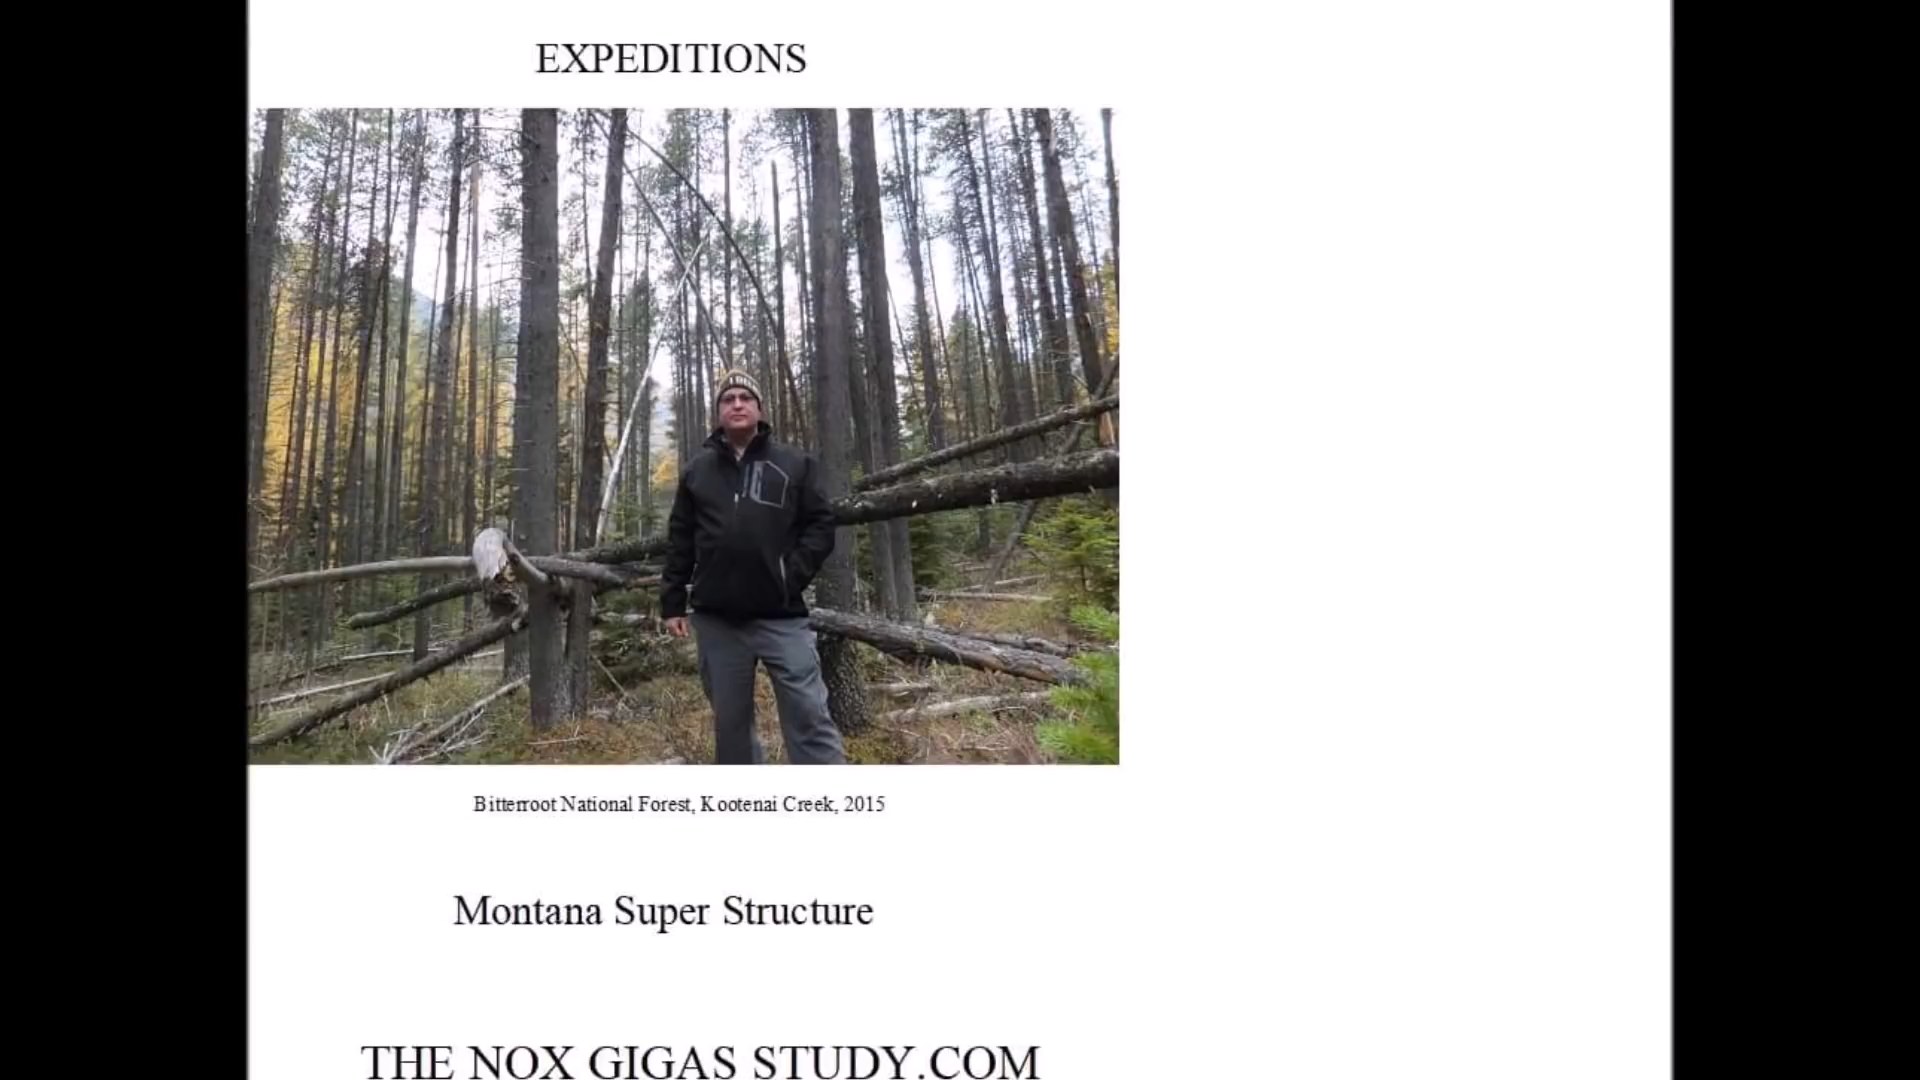 EXPEDITIONS
Bitterroot National Forest, Kootenai Creek, 2015
Montana Super Structure
THE NOX GIGAS STUDY.COM